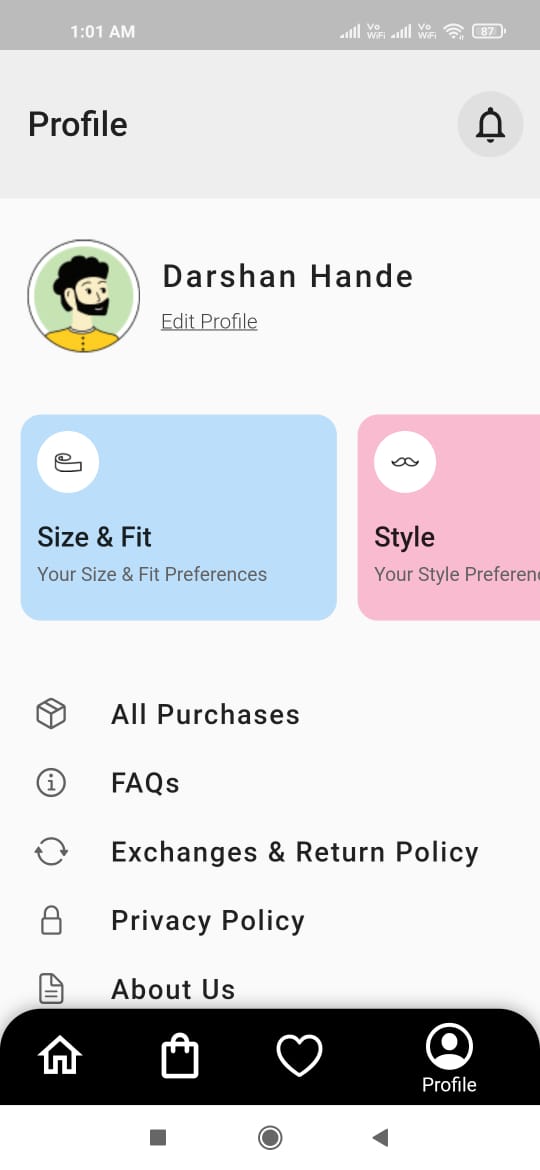 1:01 AM
Vo WiFi
Vo WiFi
87
Profile
Darshan Hande
Edit Profile
Size & Fit
Your Size & Fit Preferences
Style
Your Style Preferen
All Purchases
FAQs
Exchanges & Return Policy
Privacy Policy
About Us
Profile